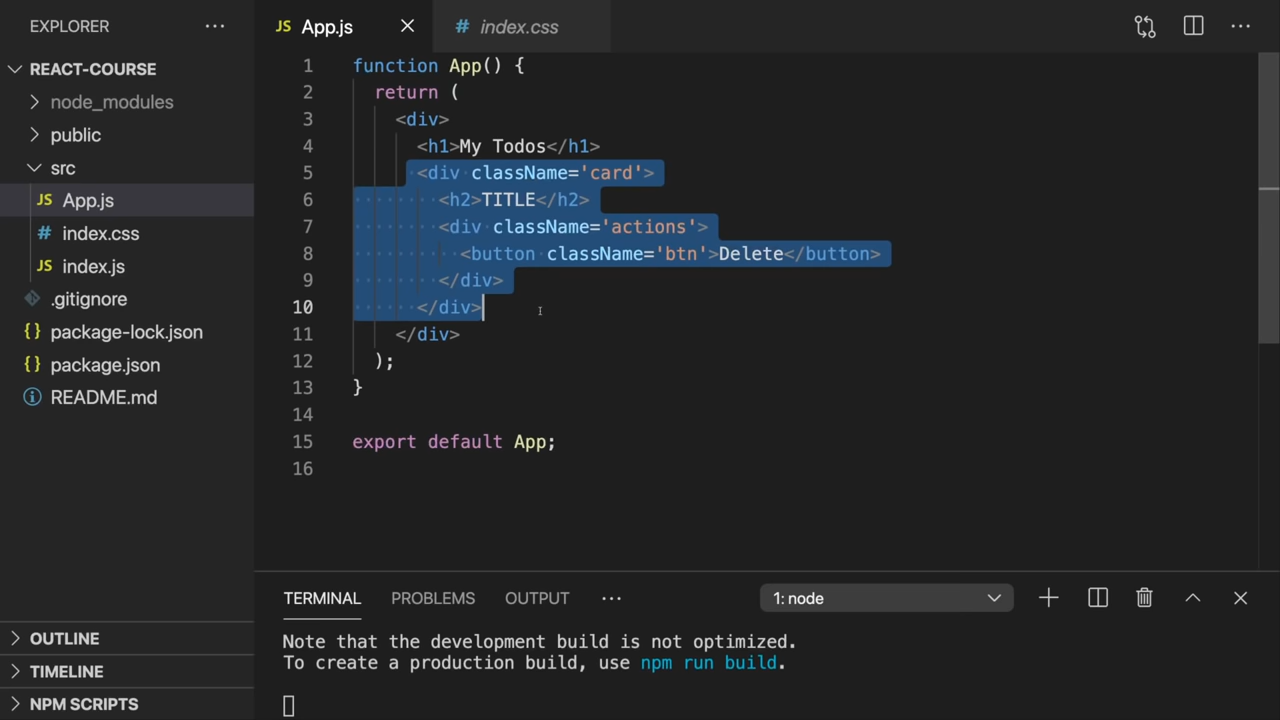 EXPLORER ···
REACT-COURSE
node_modules
public
src
JS App.js
# index.css
JS index.js
.gitignore
{} package-lock.json
{} package.json
README.md
OUTLINE
TIMELINE
NPM SCRIPTS
JS App.js # index.css
1 function App() {
2 return (
3 <div>
4 <h1>My Todos</h1>
5 <div className='card'>
6 <h2>TITLE</h2>
7 <div className='actions'>
8 <button className='btn'>Delete</button>
9 </div>
10 </div>
11 </div>
12 );
13 }
14
15 export default App;
16
TERMINAL PROBLEMS OUTPUT ··· 1: node
Note that the development build is not optimized.
To create a production build, use npm run build.